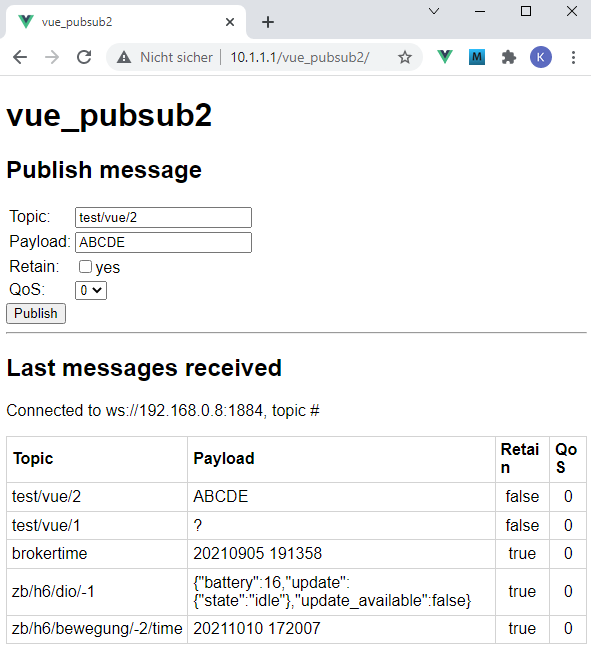 vue_pubsub2
Nicht sicher | 10.1.1.1/vue_pubsub2/
M
K
vue_pubsub2
Publish message
Topic: test/vue/2
Payload: ABCDE
Retain: yes
QoS: 0
Publish
Last messages received
Connected to ws://192.168.0.8:1884, topic #
Topic Payload Retai
n QoS
test/vue/2 ABCDE false 0
test/vue/1 ? false 0
brokertime 20210905 191358 true 0
zb/h6/dio/-1 {"battery":16,"update":
{"state":"idle"},"update_available":false} true 0
zb/h6/bewegung/-2/time 20211010 172007 true 0